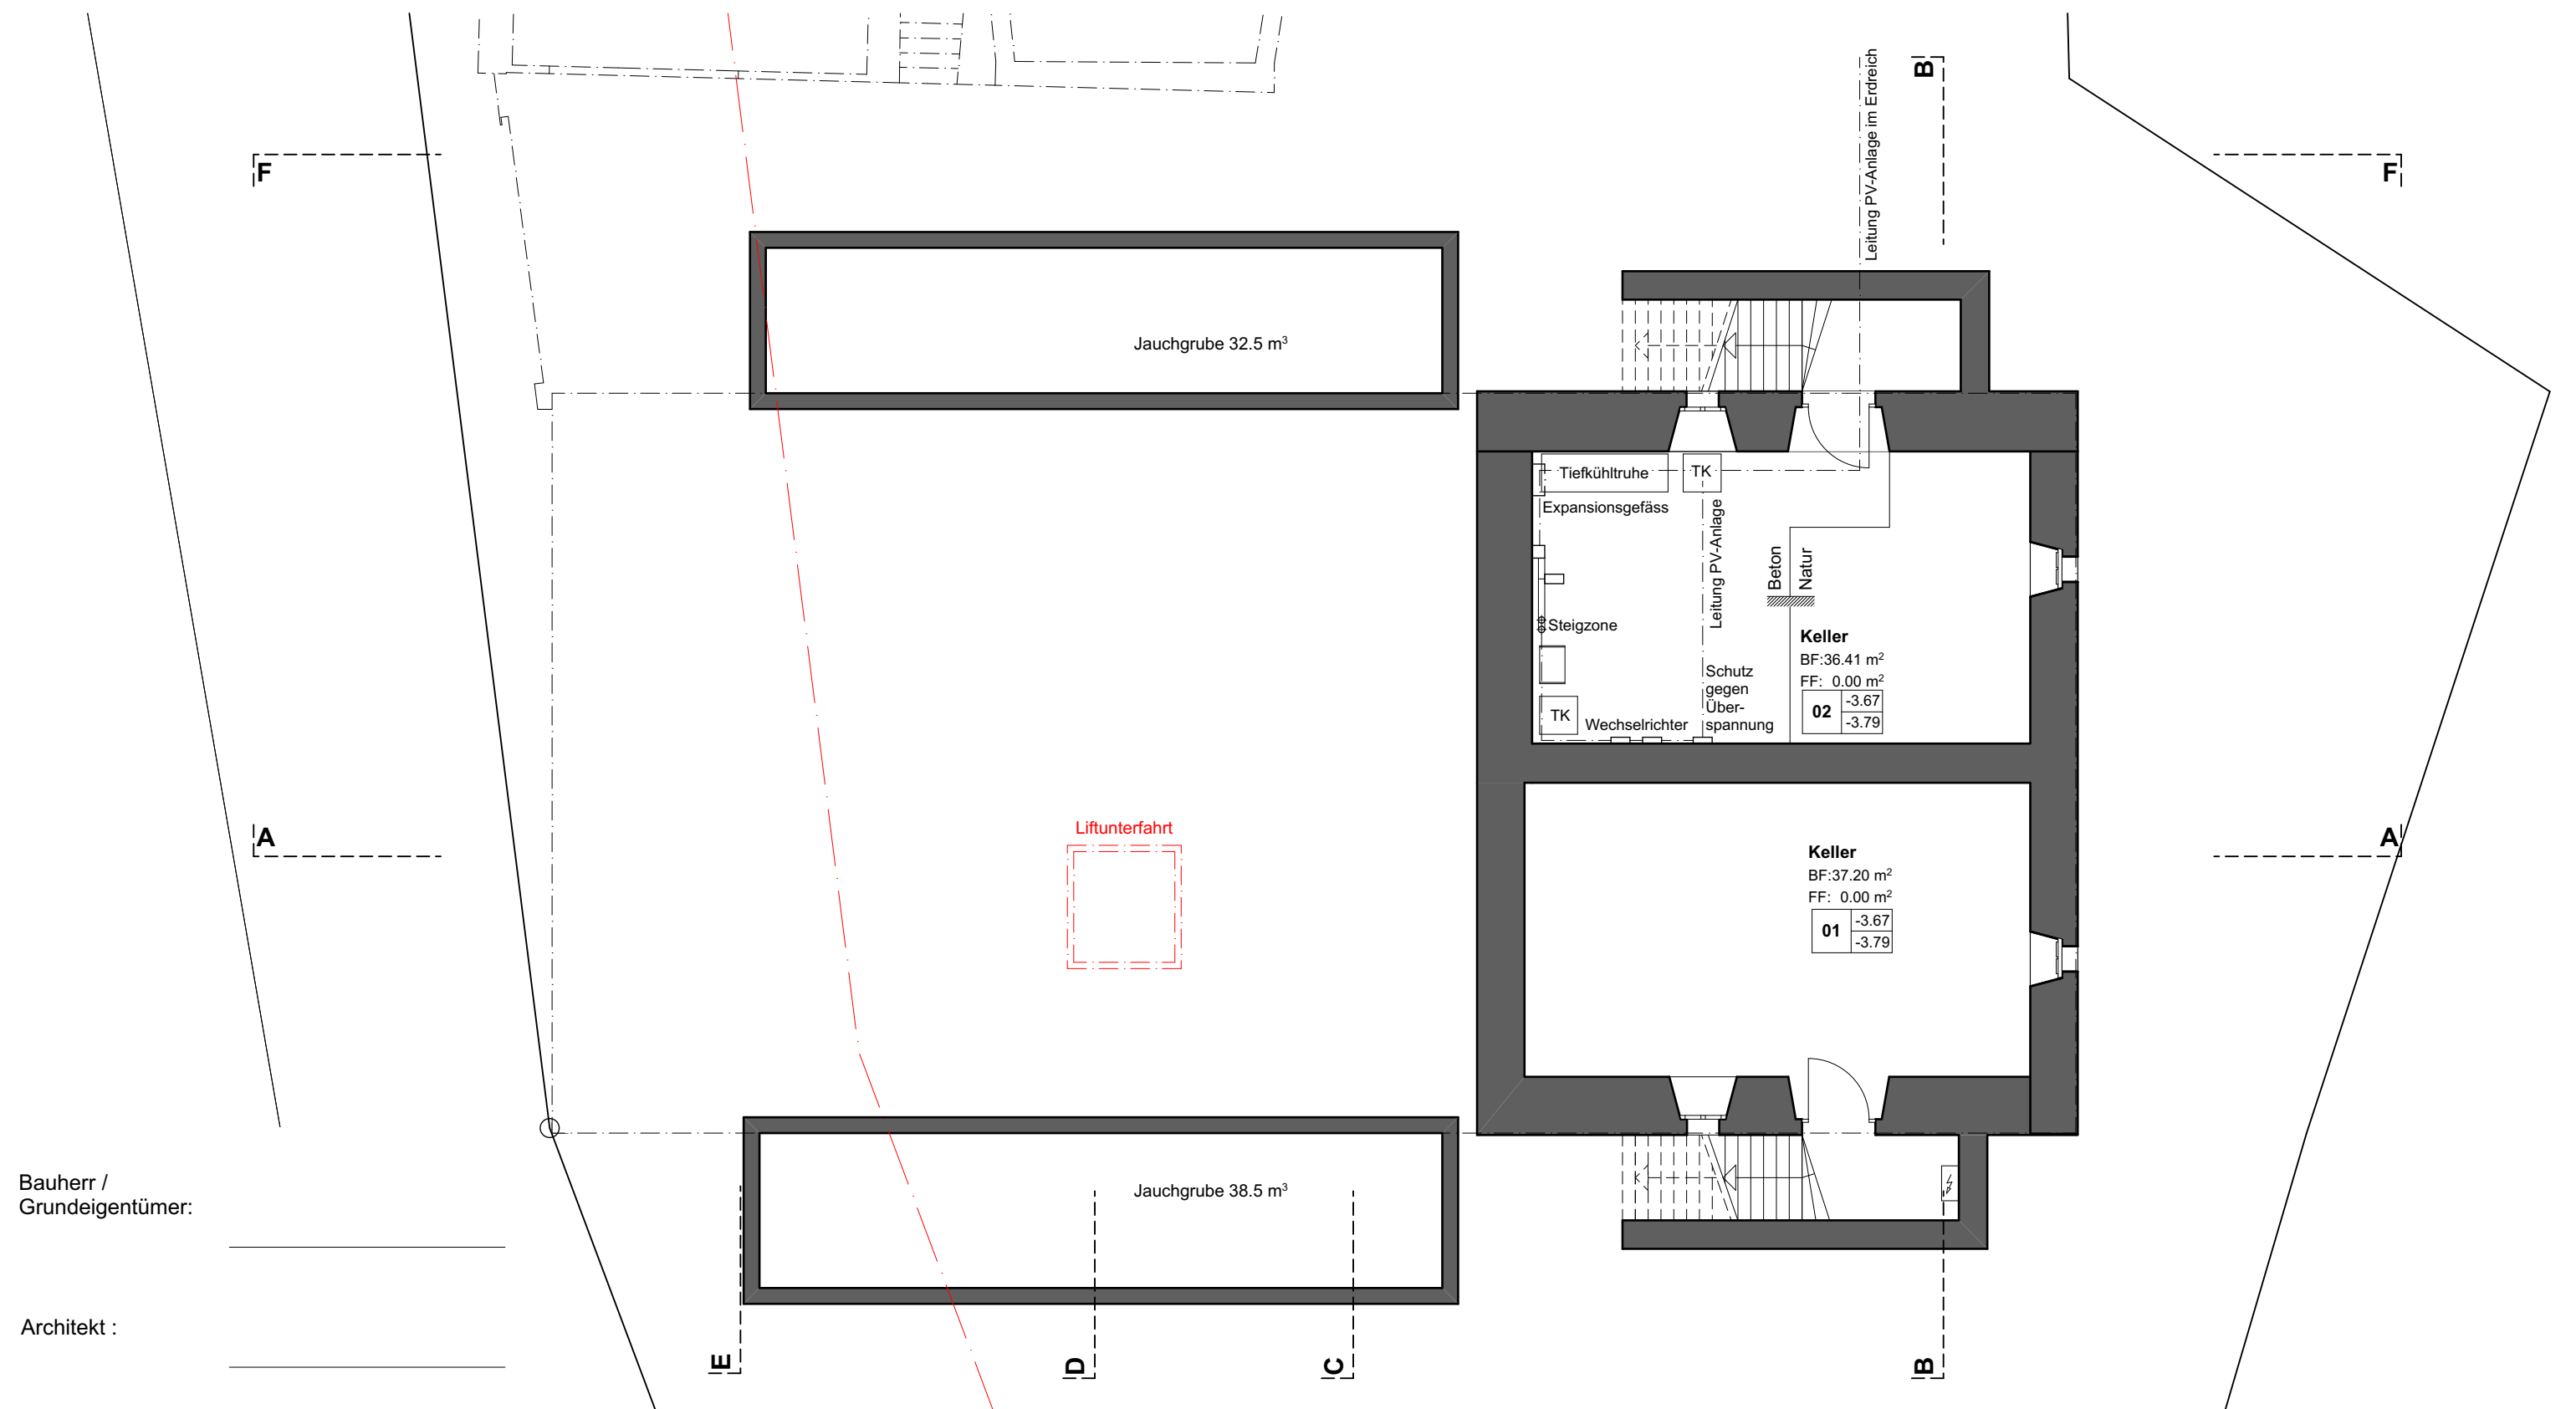 B
Leitung PV-Anlage im Erdreich
F
F
Jauchgrube 32.5 m³
Tiefkühltruhe
TK
Expansionsgefäss
Leitung PV-Anlage
Beton
Natur
Steigzone
Keller
BF:36.41 m²
FF: 0.00 m²
02
-3.67
-3.79
Schutz
gegen
Über-
spannung
TK
Wechselrichter
A
A
Liftunterfahrt
Keller
BF:37.20 m²
FF: 0.00 m²
01
-3.67
-3.79
Jauchgrube 38.5 m³
Bauherr /
Grundeigentümer:
Architekt :
E
D
C
B